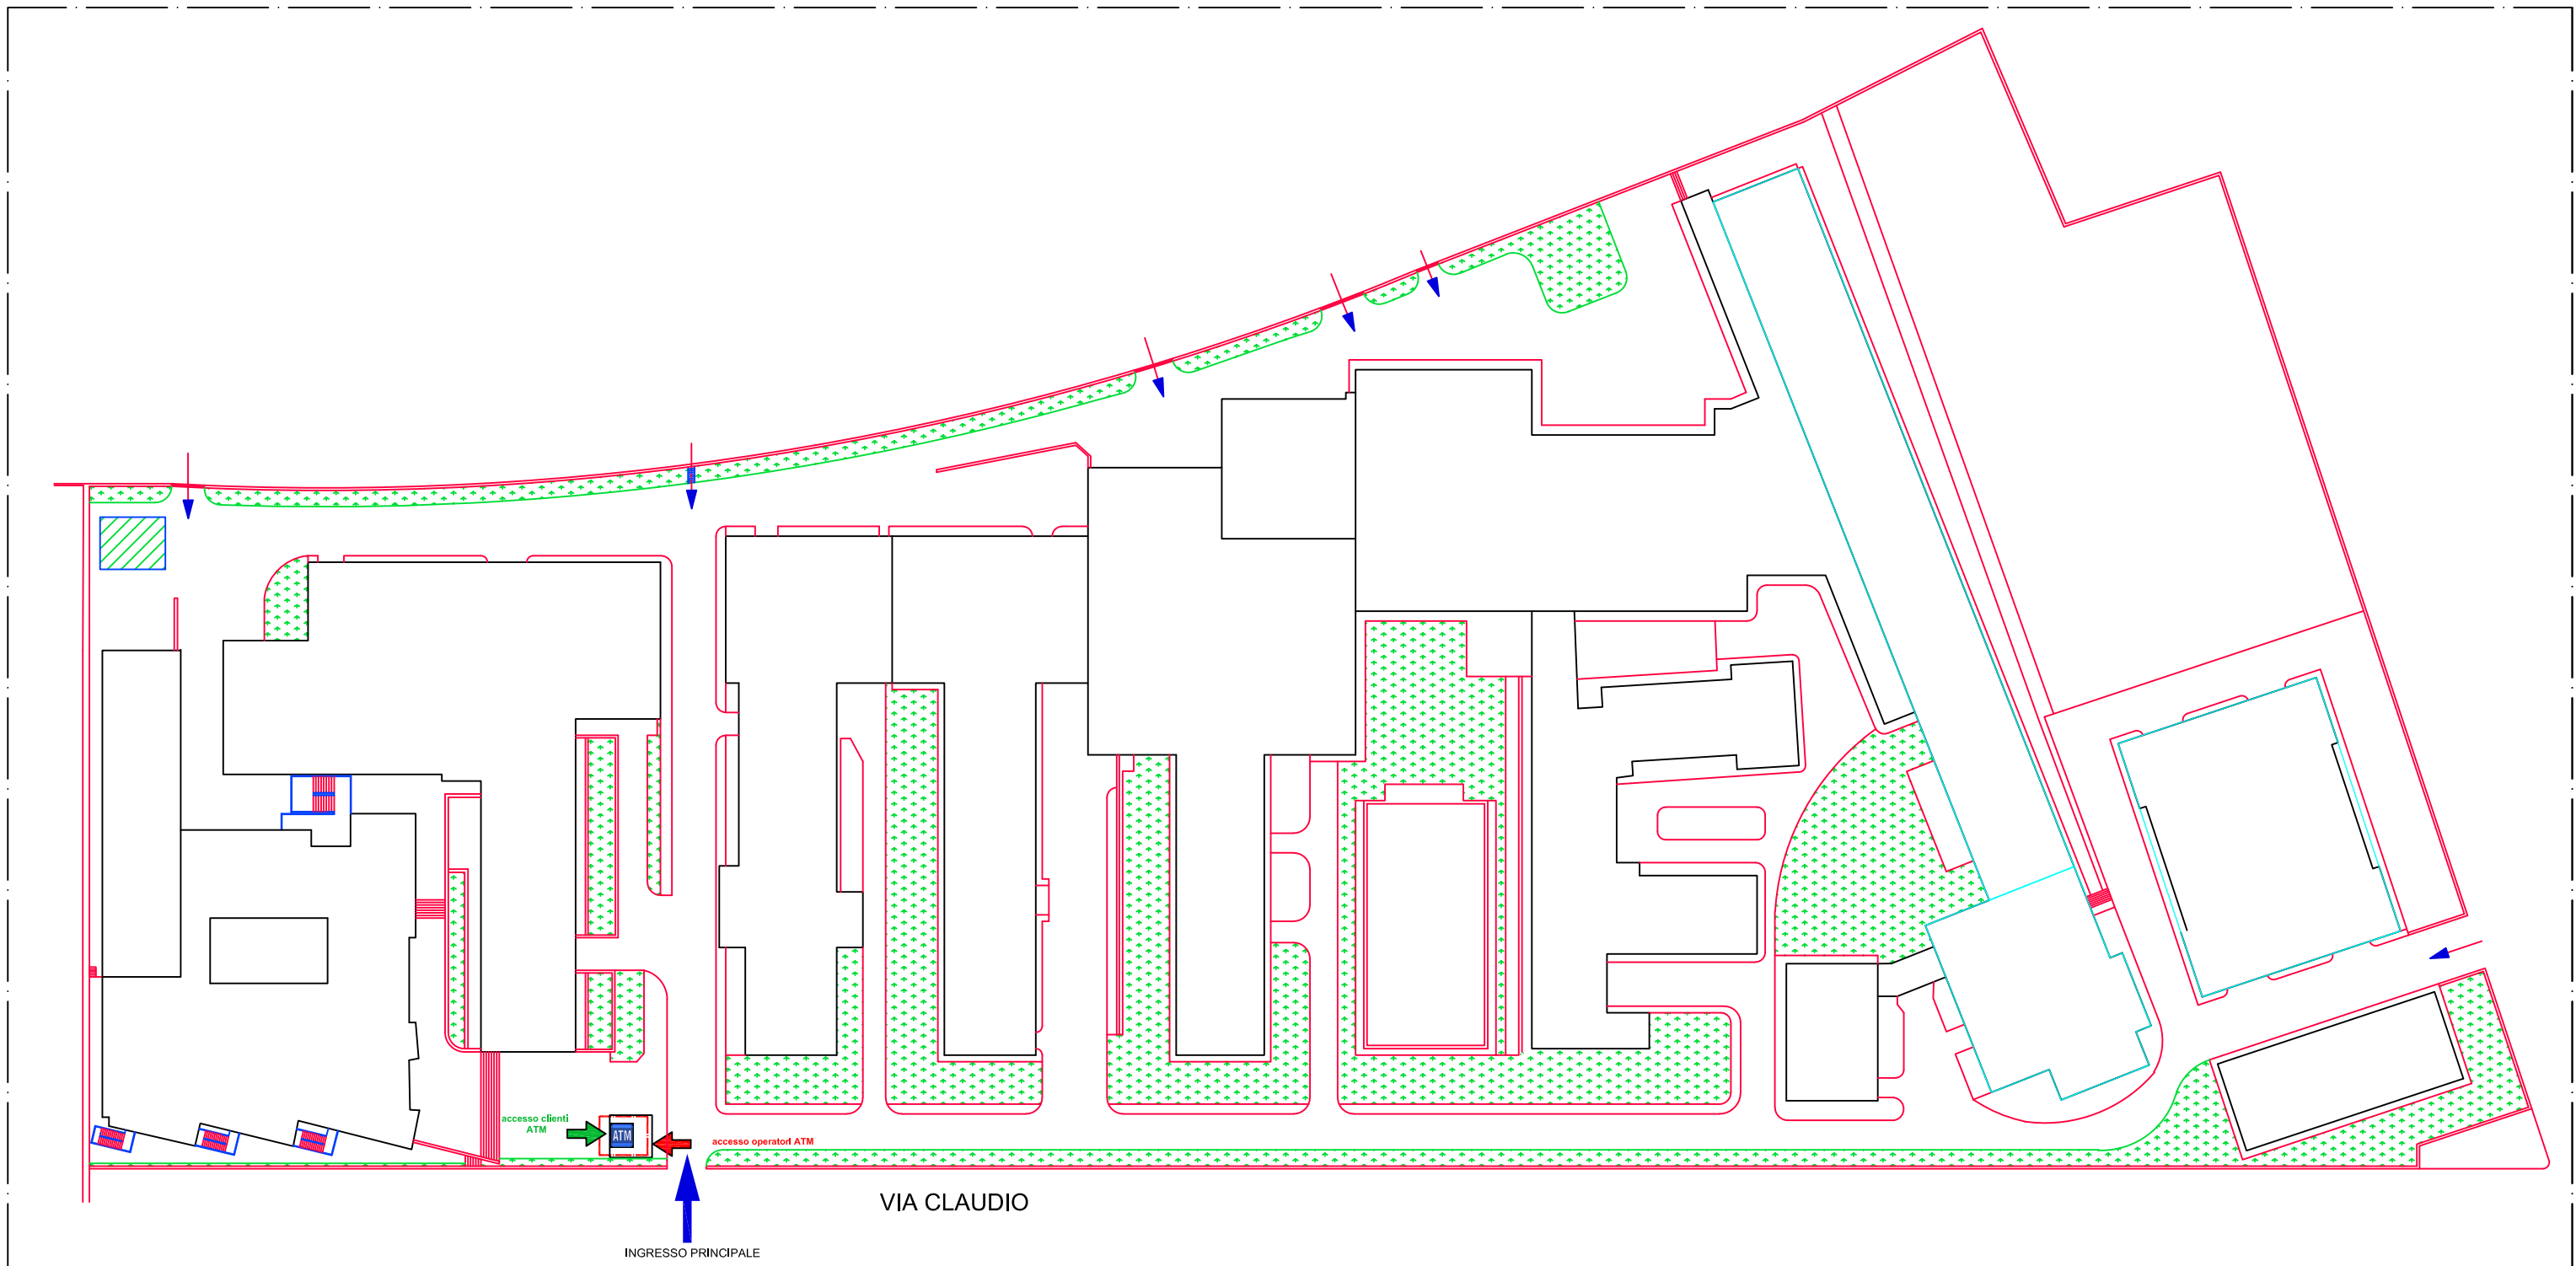 accesso clienti
ATM
ATM
accesso operatori ATM
VIA CLAUDIO
INGRESSO PRINCIPALE